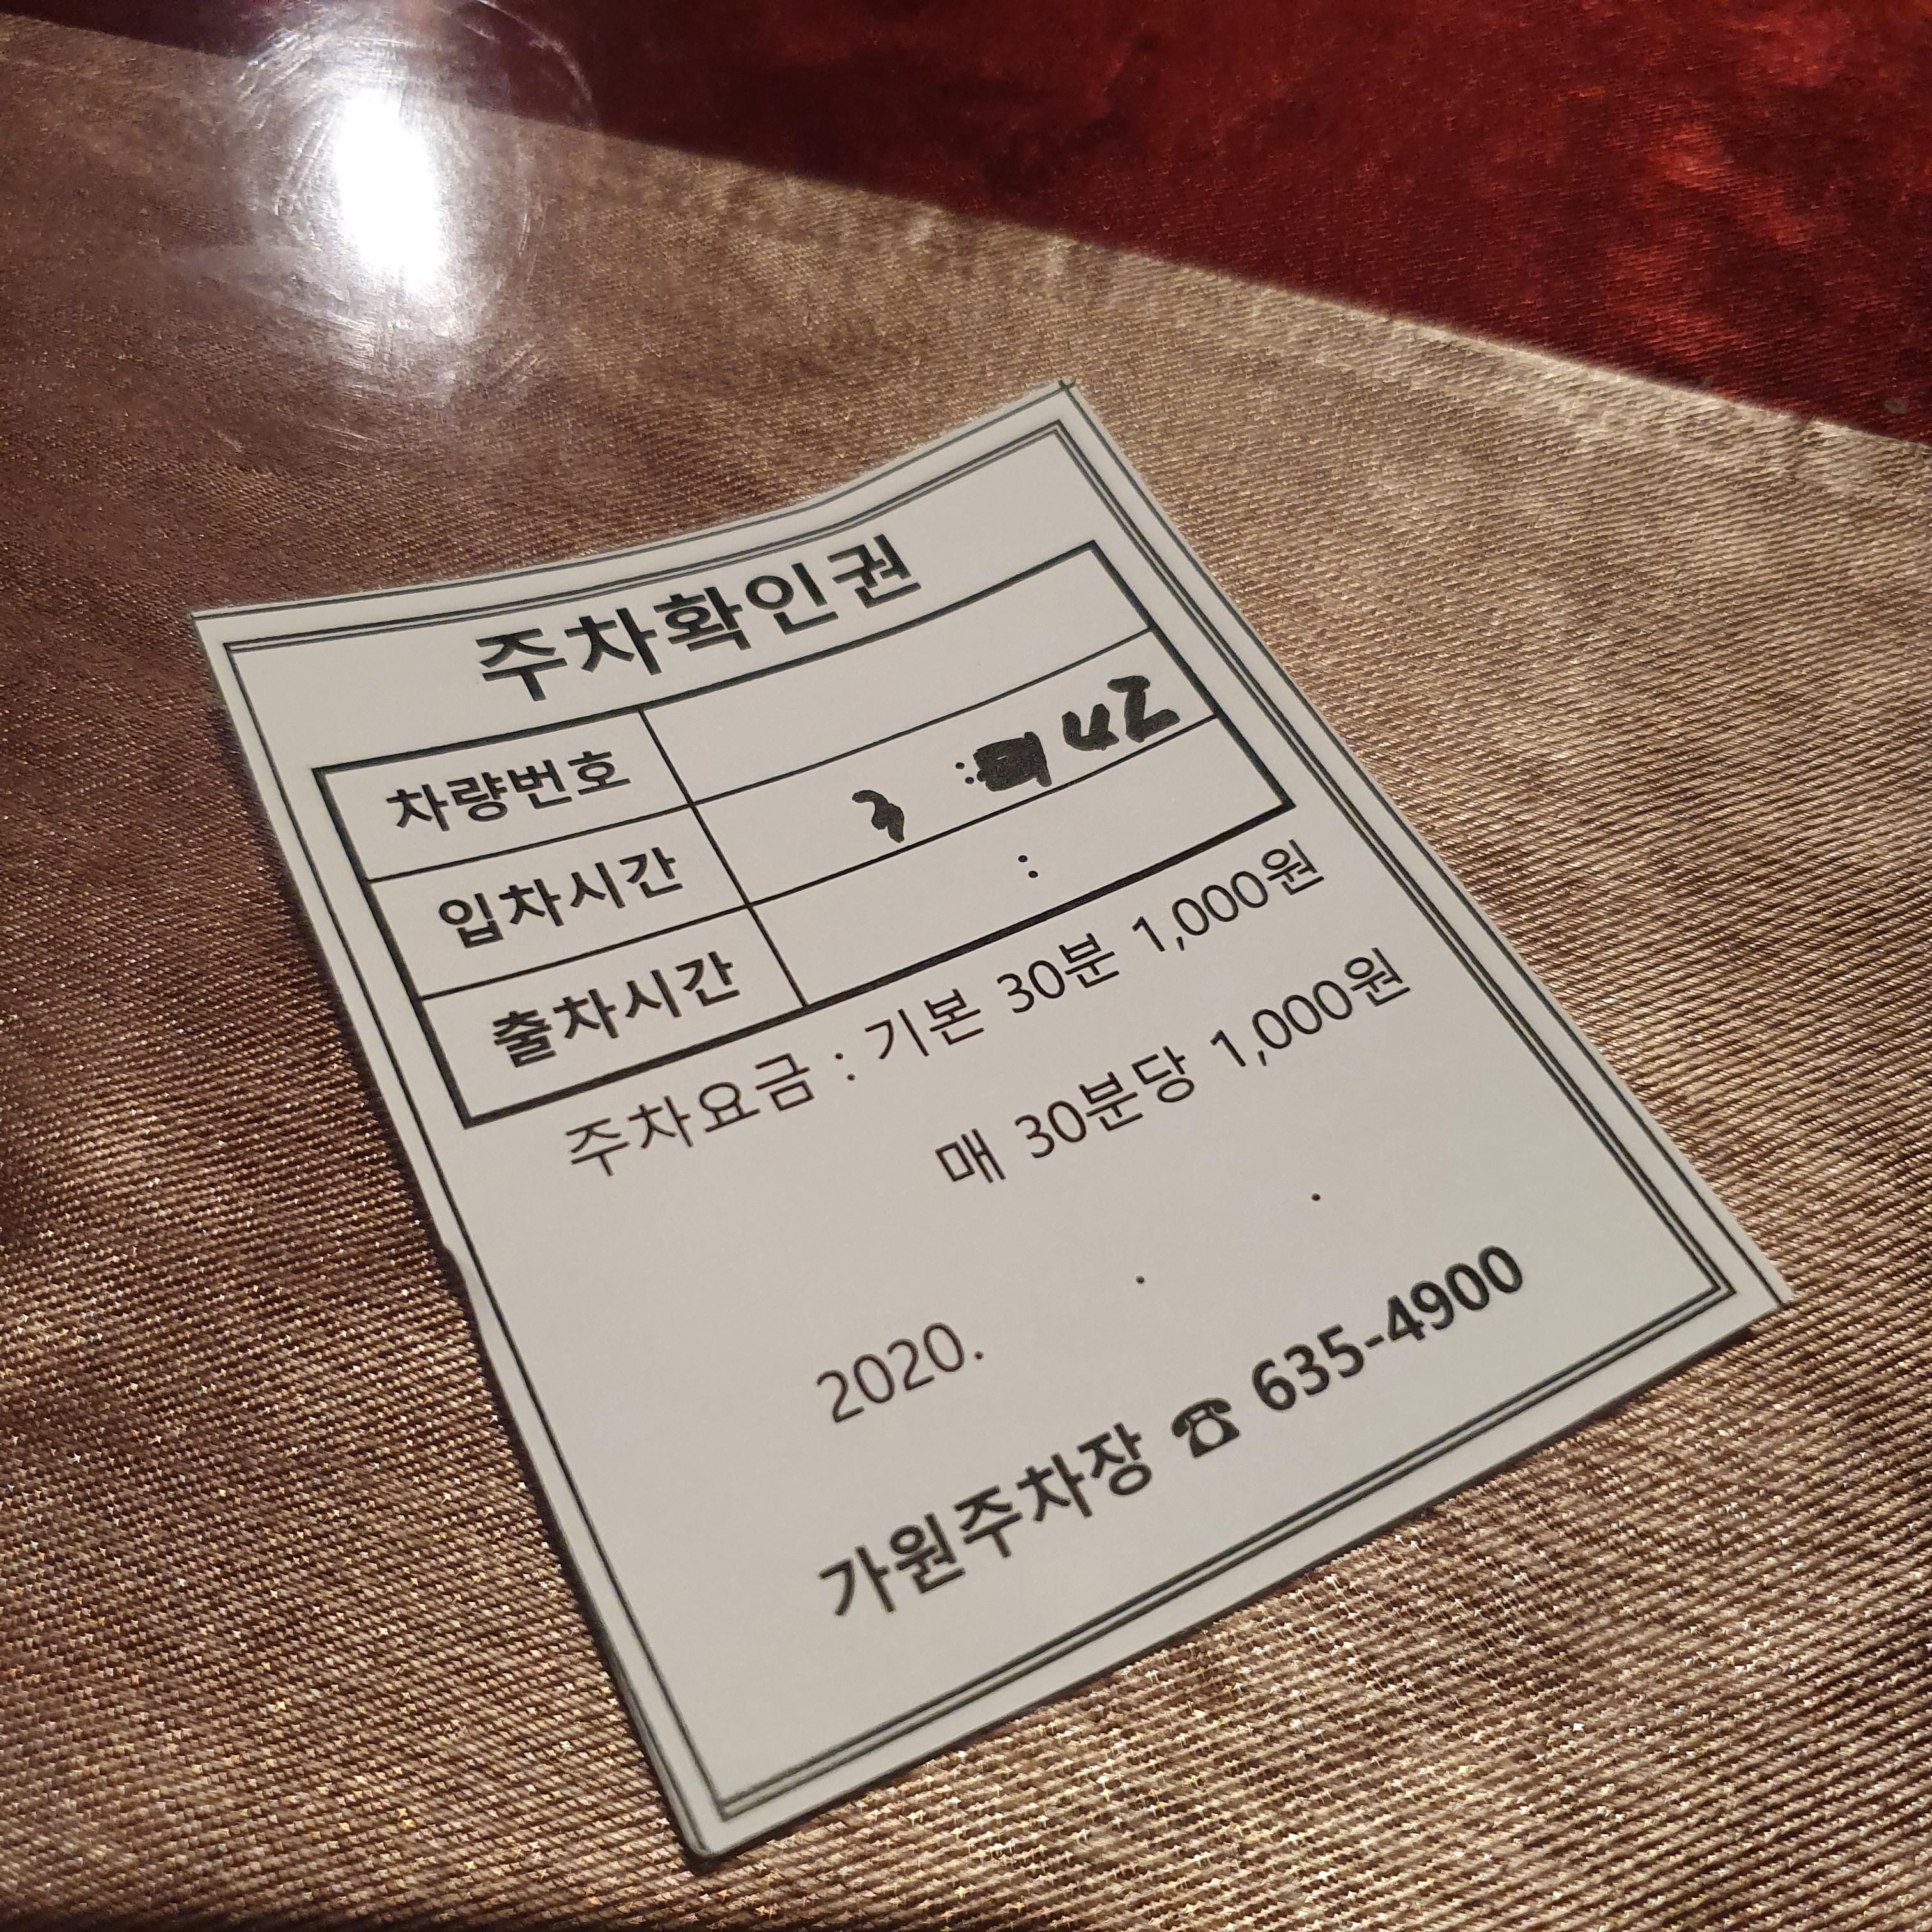 주차확인권
차량번호
입차시간 3 : 42
출차시간 :
주차요금 : 기본 30분 1,000원
매 30분당 1,000원
2020. . .
가원주차장 ☎ 635-4900